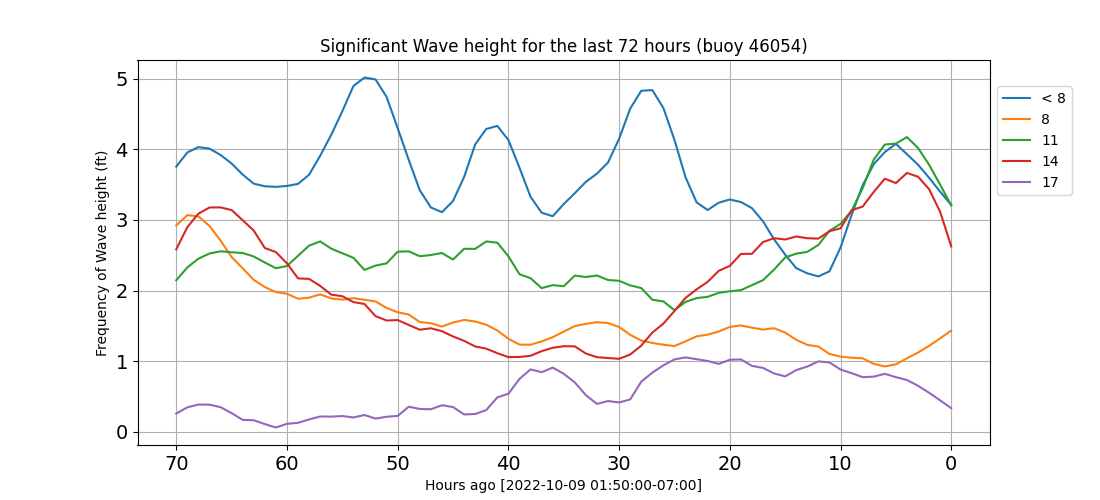 Significant Wave height for the last 72 hours (buoy 46054)
Frequency of Wave height (ft)
5
4
3
2
1
0
70 60 50 40 30 20 10 0
Hours ago [2022-10-09 01:50:00-07:00]
< 8
8
11
14
17